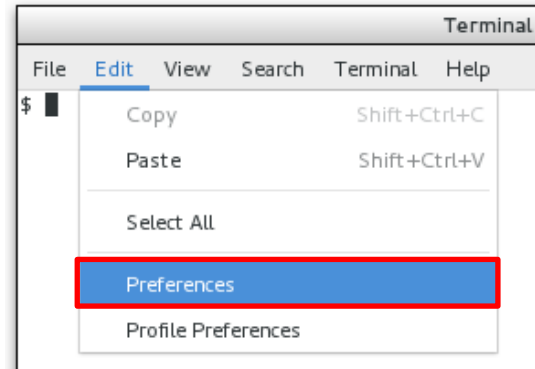 Terminal
File Edit View Search Terminal Help
$
Copy Shift+Ctrl+C
Paste Shift+Ctrl+V
Select All
Preferences
Profile Preferences